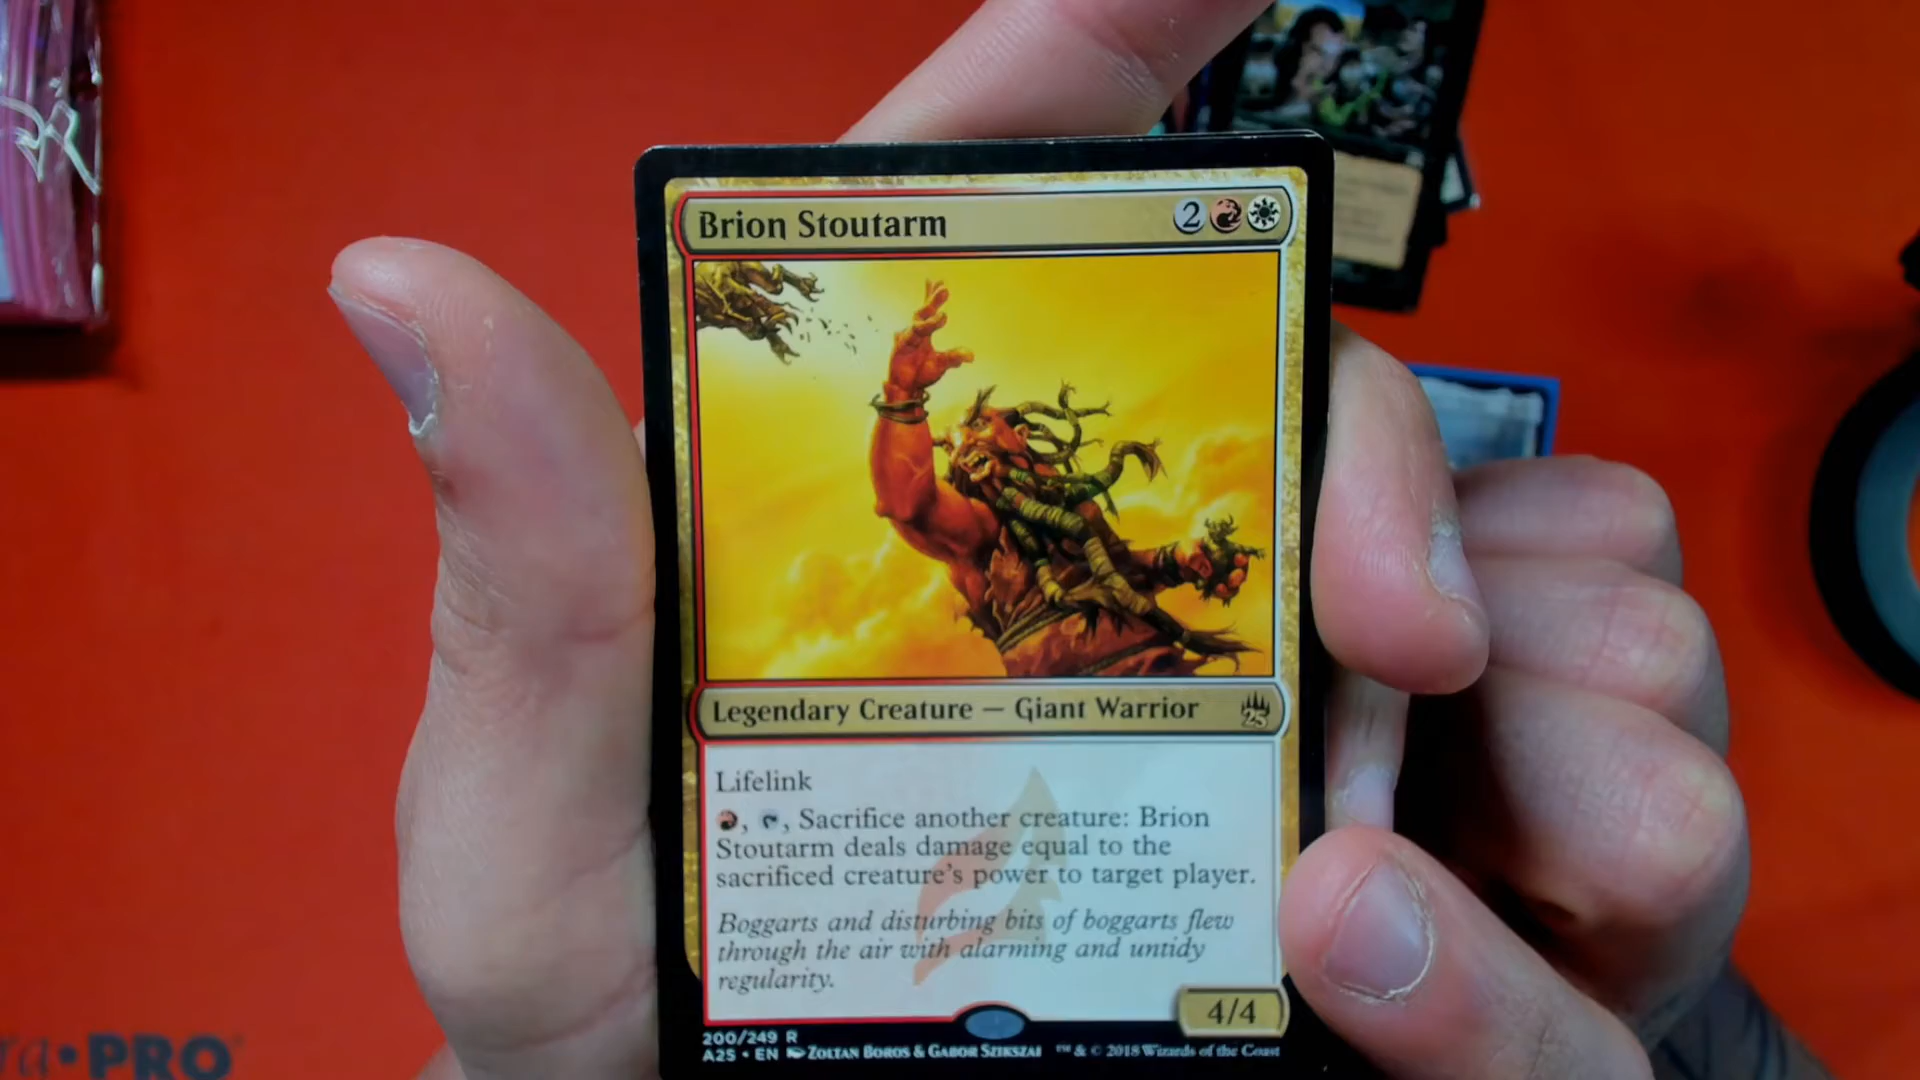 Brion Stoutarm
2
Legendary Creature — Giant Warrior
25
Lifelink
, , Sacrifice another creature: Brion
Stoutarm deals damage equal to the
sacrificed creature's power to target player.
Boggarts and disturbing bits of boggarts flew
through the air with alarming and untidy
regularity.
4/4
200/249 R
A25 • EN Zoltan Boros & Gabor Szikszai ™ & © 2018 Wizards of the Coast
ra•PRO